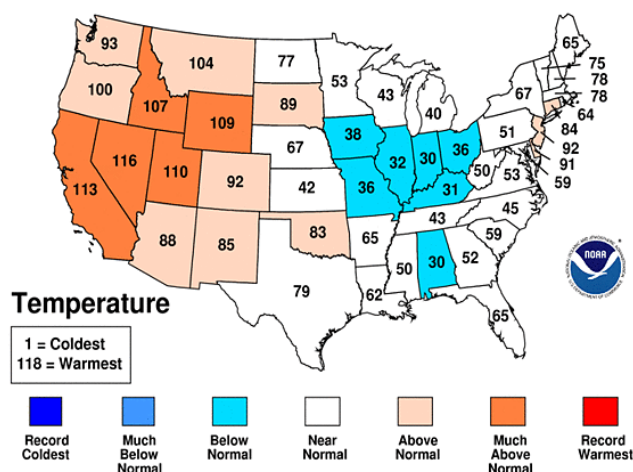 93
104
77
53
65
75
78
78
64
84
92
91
59
100
107
109
89
43
40
67
51
113
116
110
92
67
38
32
30
36
50
53
42
36
31
43
45
88
85
83
65
50
30
52
59
79
62
65
NOAA
Temperature
1 = Coldest
118 = Warmest
Record
Coldest
Much
Below
Normal
Below
Normal
Near
Normal
Above
Normal
Much
Above
Normal
Record
Warmest